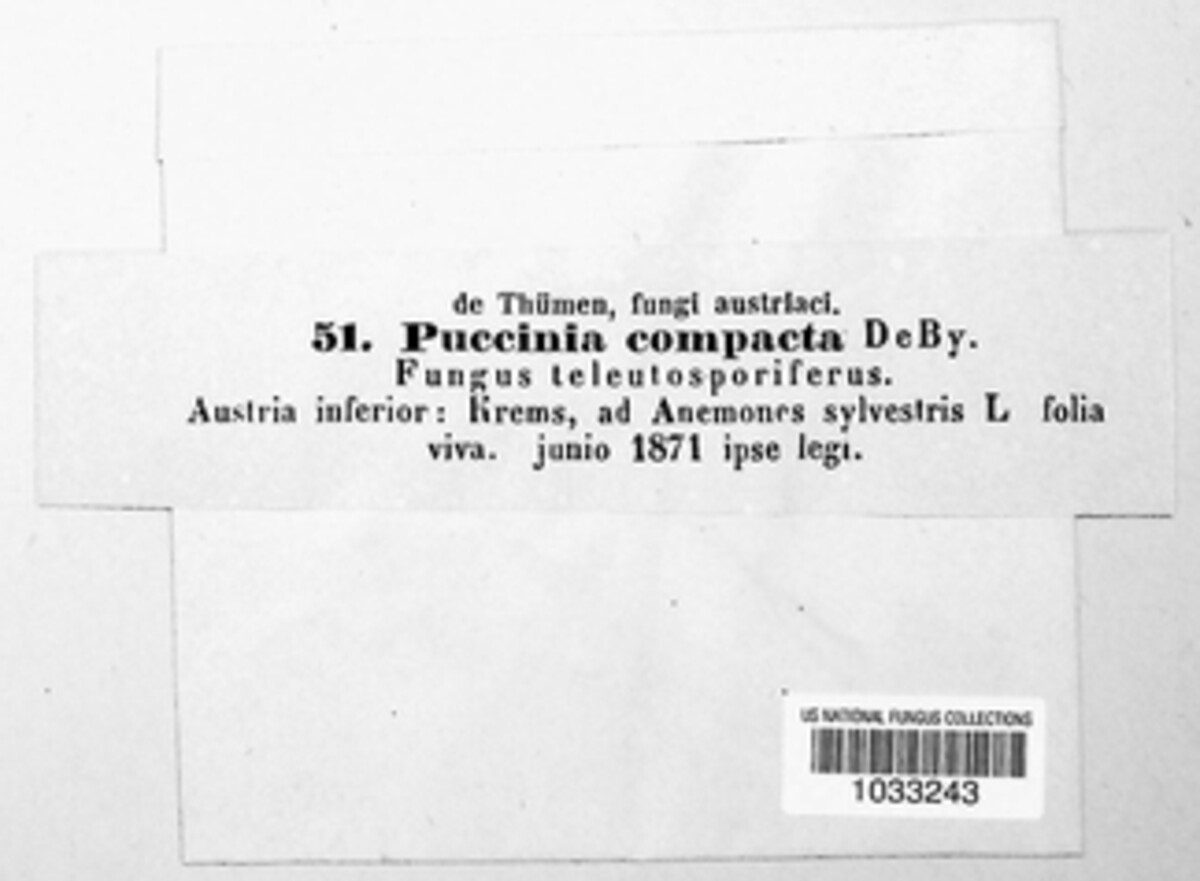 de Thümen, fungi austriaci.
51. Puccinia compacta DeBy.
Fungus teleutosporiferus.
Austria inferior: Krems, ad Anemones sylvestris L folia
viva. junio 1871 ipse legi.
US NATIONAL FUNGUS COLLECTIONS
1033243